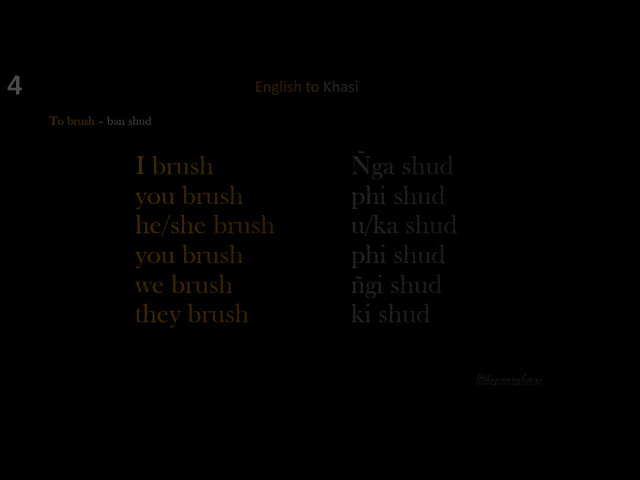 4
English to Khasi
To brush – ban shud
I brush Ñga shud
you brush phi shud
he/she brush u/ka shud
you brush phi shud
we brush ñgi shud
they brush ki shud